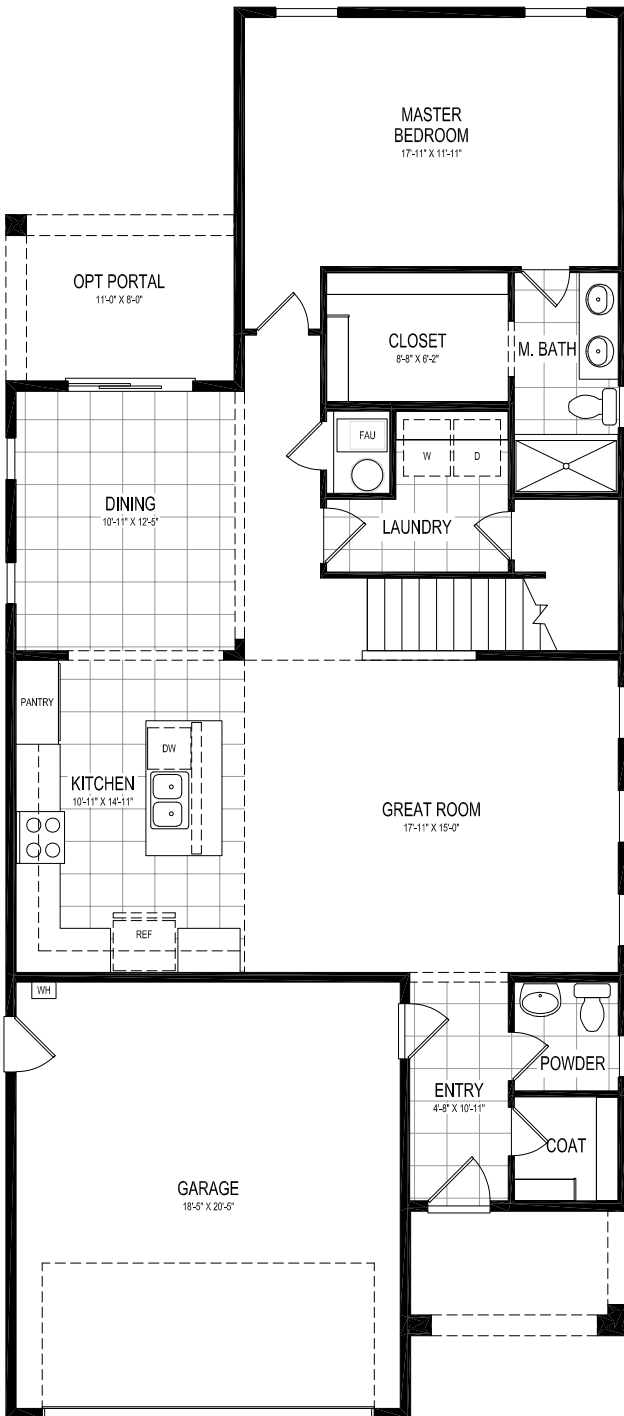 MASTER
BEDROOM
17'-11" X 11'-11"
OPT PORTAL
11'-0" X 8'-0"
CLOSET
8'-8" X 6'-2"
M. BATH
FAU
W
D
DINING
10'-11" X 12'-5"
LAUNDRY
PANTRY
DW
KITCHEN
10'-11" X 14'-11"
GREAT ROOM
17'-11" X 15'-0"
REF
WH
POWDER
ENTRY
4'-8" X 10'-11"
COAT
GARAGE
18'-5" X 20'-5"